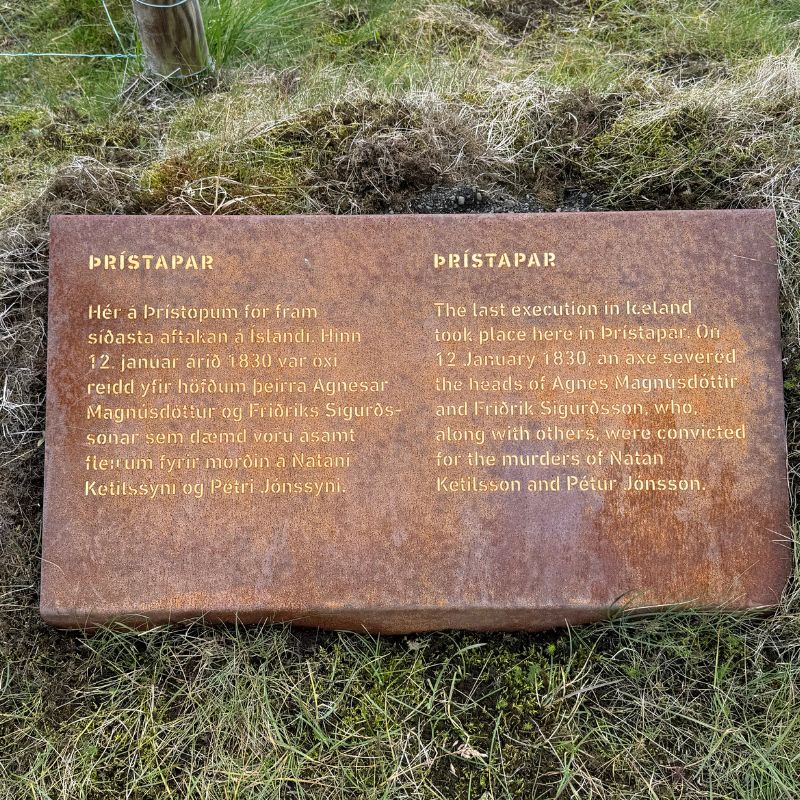 ÞRÍSTAPAR
Hér á Þrístopum fór fram
síðasta aftakan á Íslandi. Hinn
12. janúar árið 1830 var öxi
reidd yfir höfðum þeirra Agnesar
Magnúsdóttur og Friðriks Sigurðs-
sonar sem dæmd voru ásamt
fleirum fyrir morðin á Natani
Ketilssyni og Pétri Jónssyni.
ÞRÍSTAPAR
The last execution in Iceland
took place here in Þrístapar. On
12 January 1830, an axe severed
the heads of Agnes Magnúsdóttir
and Friðrik Sigurðsson, who,
along with others, were convicted
for the murders of Natan
Ketilsson and Pétur Jónsson.